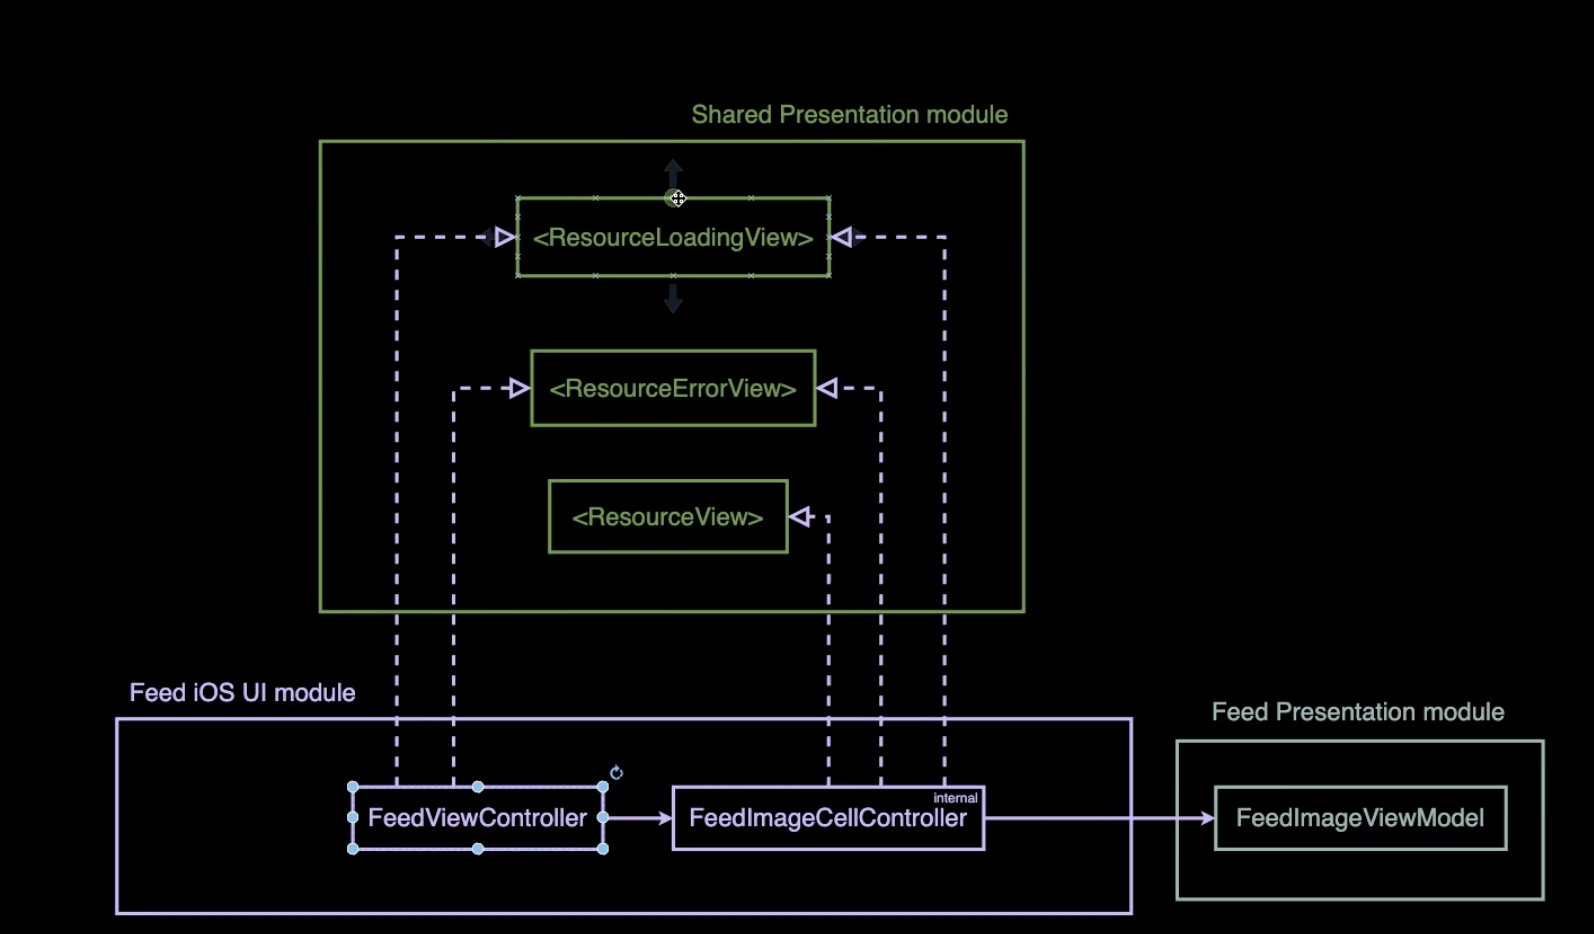 Shared Presentation module
<ResourceLoadingView>
<ResourceErrorView>
<ResourceView>
Feed iOS UI module
Feed Presentation module
FeedViewController
internal
FeedImageCellController
FeedImageViewModel